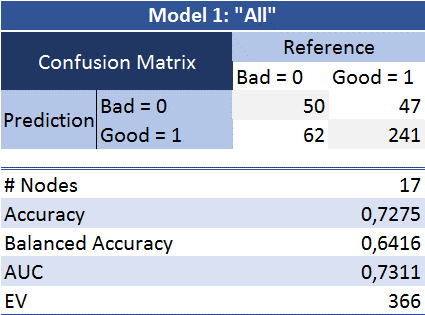 Model 1: "All"
Confusion Matrix Reference
Bad = 0 Good = 1
Prediction Bad = 0 50 47
Good = 1 62 241
# Nodes 17
Accuracy 0,7275
Balanced Accuracy 0,6416
AUC 0,7311
EV 366